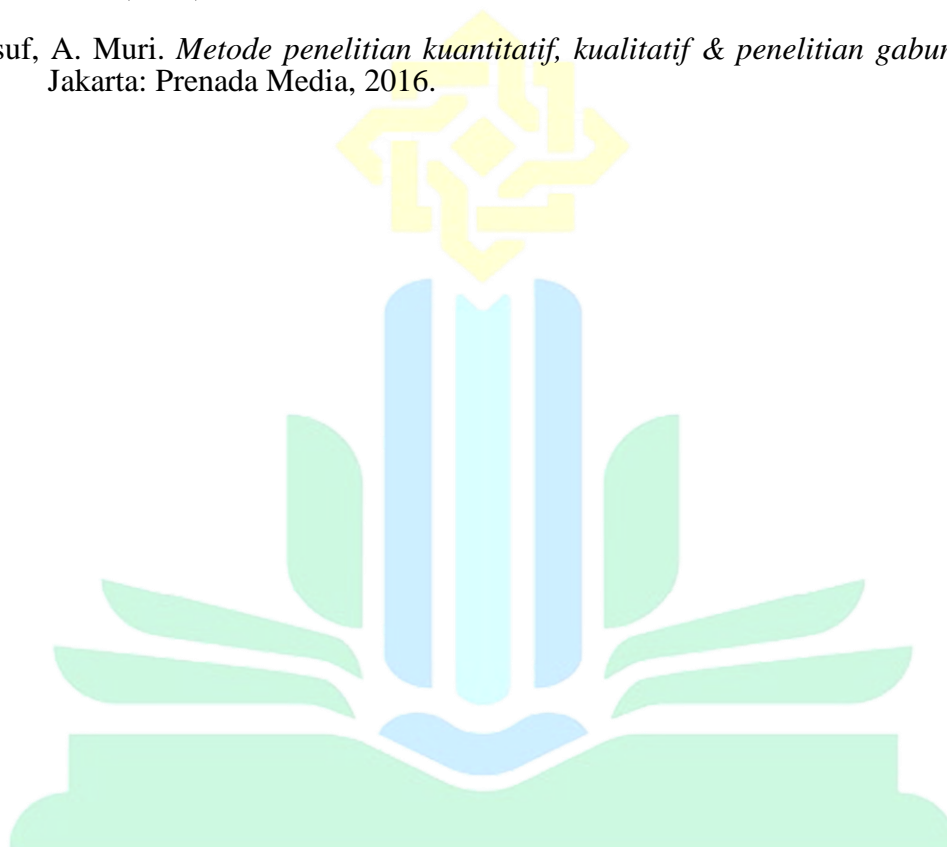 suf, A. Muri. Metode penelitian kuantitatif, kualitatif & penelitian gabun
Jakarta: Prenada Media, 2016.